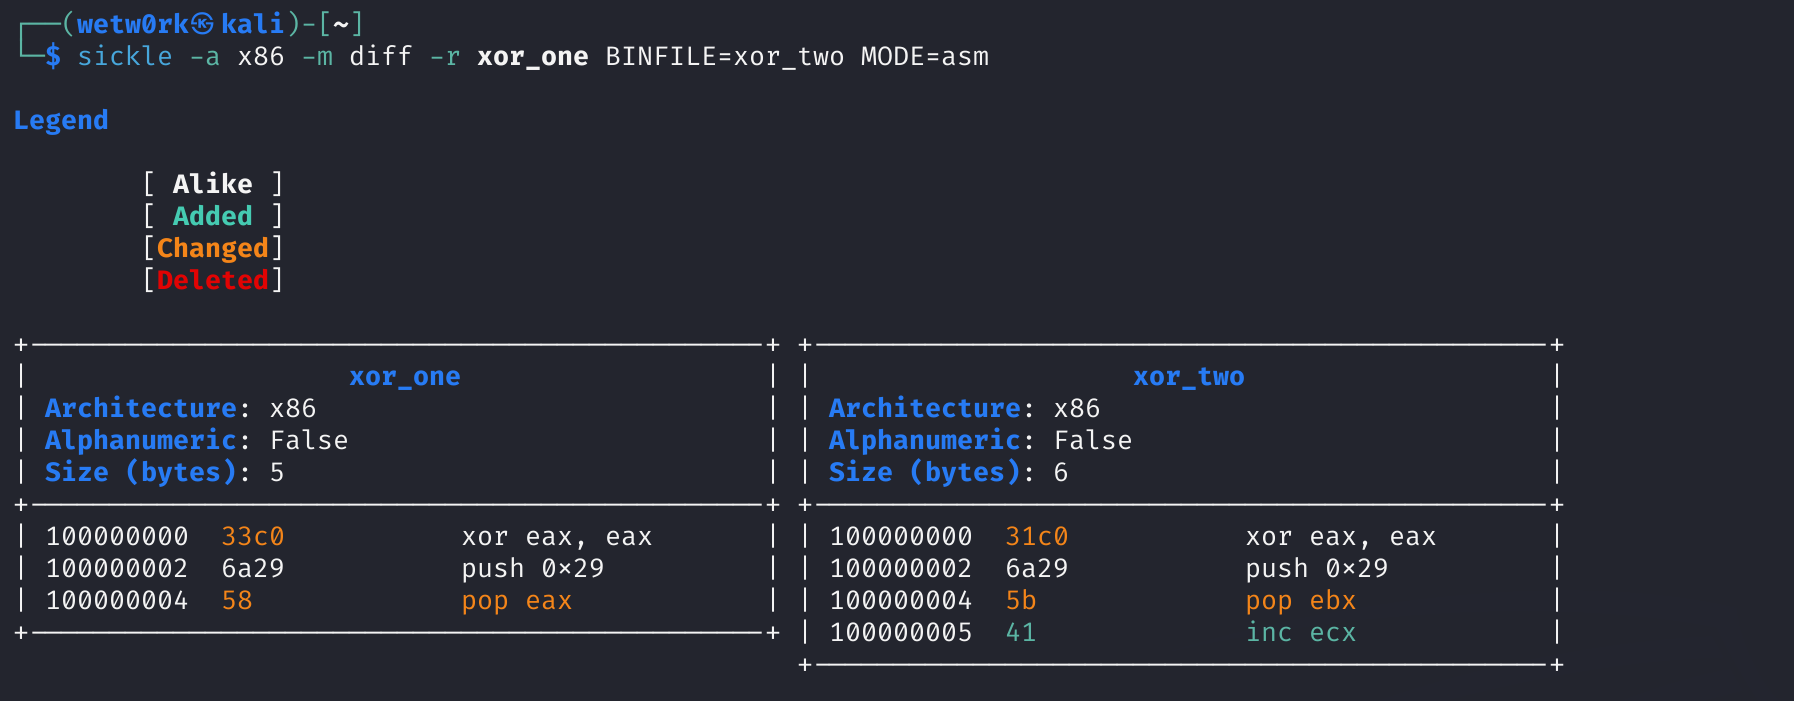 ┌──(wetw0rk㉿kali)-[~]
└─$ sickle -a x86 -m diff -r xor_one BINFILE=xor_two MODE=asm
Legend
[ Alike ]
[ Added ]
[Changed]
[Deleted]
xor_one
Architecture: x86
Alphanumeric: False
Size (bytes): 5
100000000 33c0 xor eax, eax
100000002 6a29 push 0×29
100000004 58 pop eax
xor_two
Architecture: x86
Alphanumeric: False
Size (bytes): 6
100000000 31c0 xor eax, eax
100000002 6a29 push 0×29
100000004 5b pop ebx
100000005 41 inc ecx